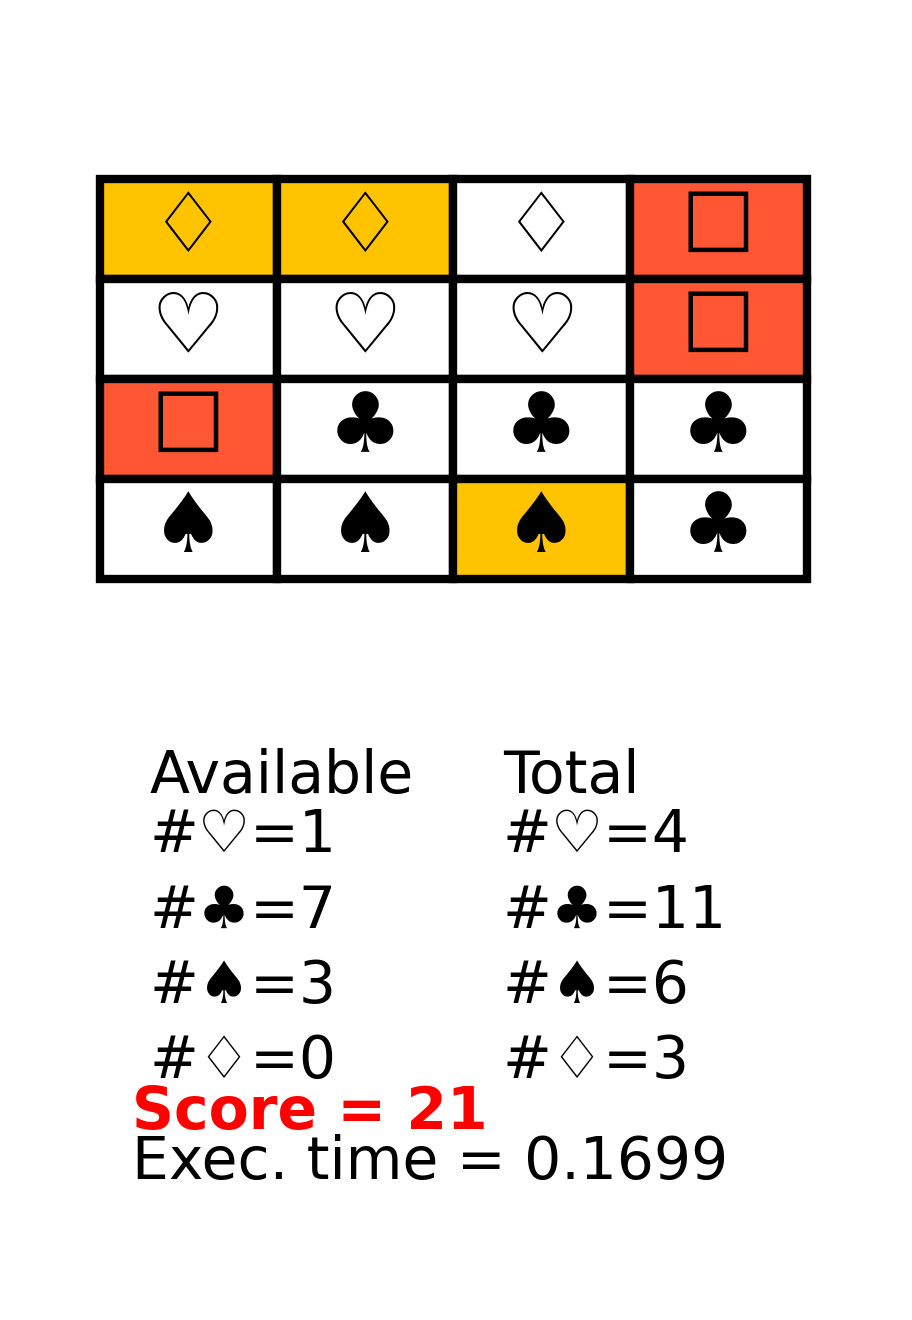 ♢ ♢ ♢ □
♡ ♡ ♡ □
□ ♣ ♣ ♣
♠ ♠ ♠ ♣
Available Total
#♡=1 #♡=4
#♣=7 #♣=11
#♠=3 #♠=6
#♢=0 #♢=3
Score = 21
Exec. time = 0.1699